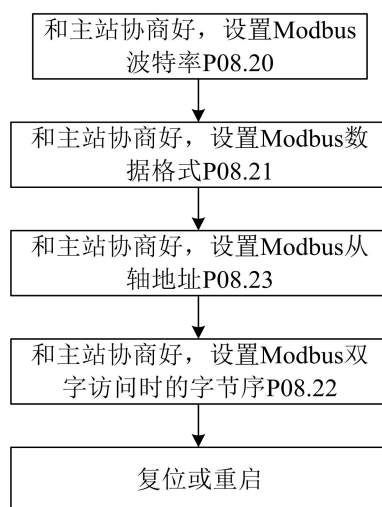 和主站协商好，设置Modbus
波特率P08.20
和主站协商好，设置Modbus数
据格式P08.21
和主站协商好，设置Modbus从
轴地址P08.23
和主站协商好，设置Modbus双
字访问时的字节序P08.22
复位或重启